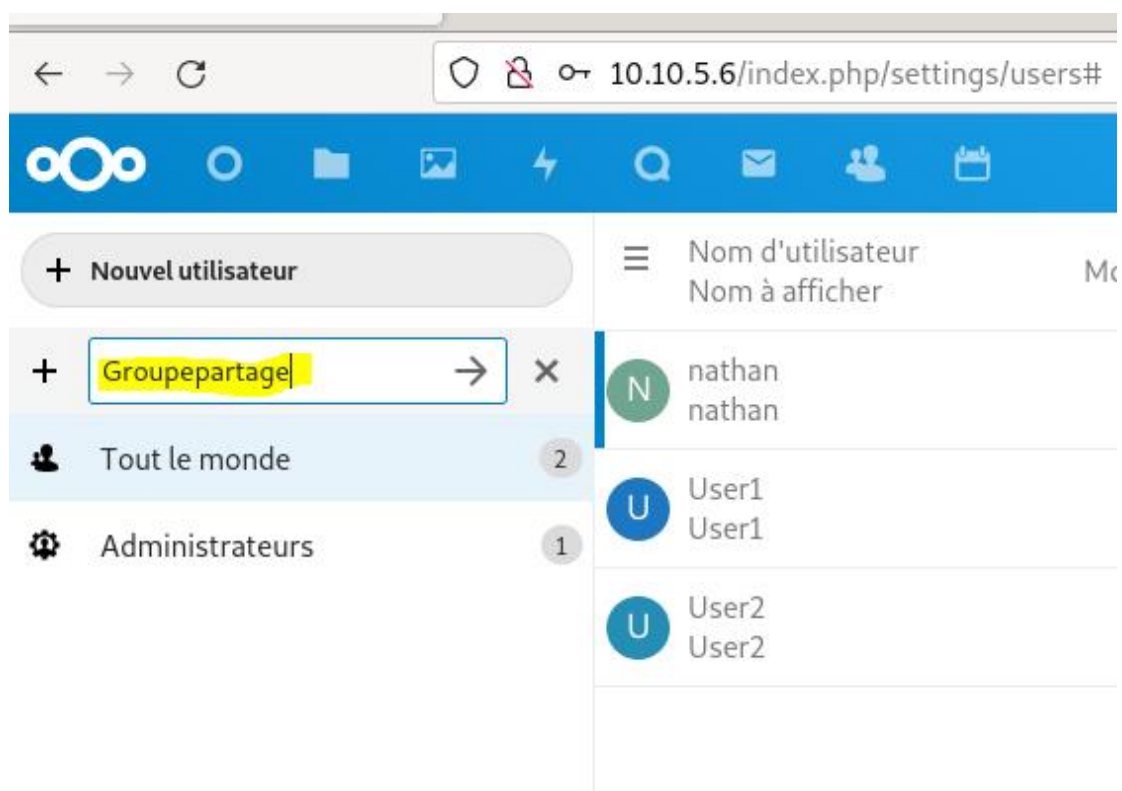 10.10.5.6/index.php/settings/users#
Nouvel utilisateur
Groupepartage
Tout le monde 2
Administrateurs 1
Nom d'utilisateur
Nom à afficher
N nathan
nathan
U User1
User1
U User2
User2